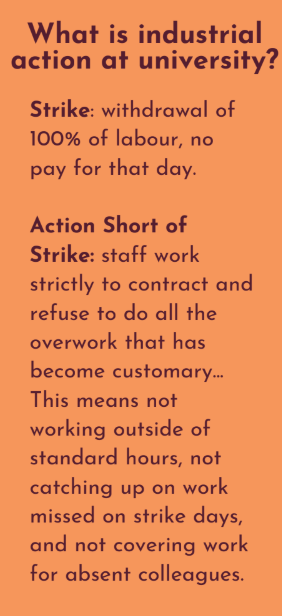 What is industrial
action at university?
Strike: withdrawal of
100% of labour, no
pay for that day.
Action Short of
Strike: staff work
strictly to contract and
refuse to do all the
overwork that has
become customary...
This means not
working outside of
standard hours, not
catching up on work
missed on strike days,
and not covering work
for absent colleagues.